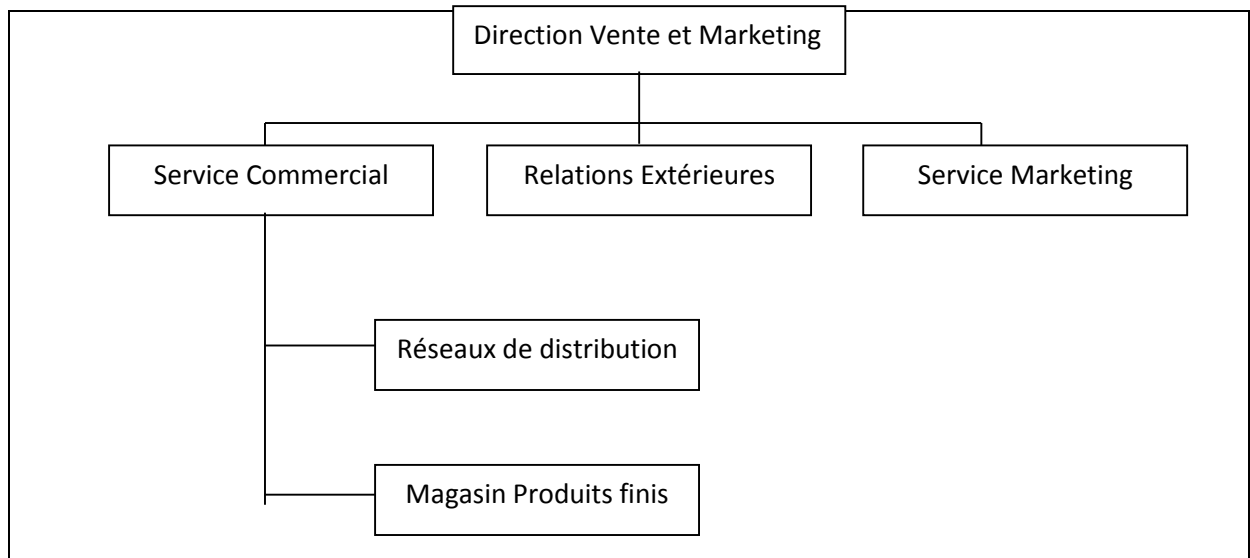 Direction Vente et Marketing
Service Commercial
Relations Extérieures
Service Marketing
Réseaux de distribution
Magasin Produits finis